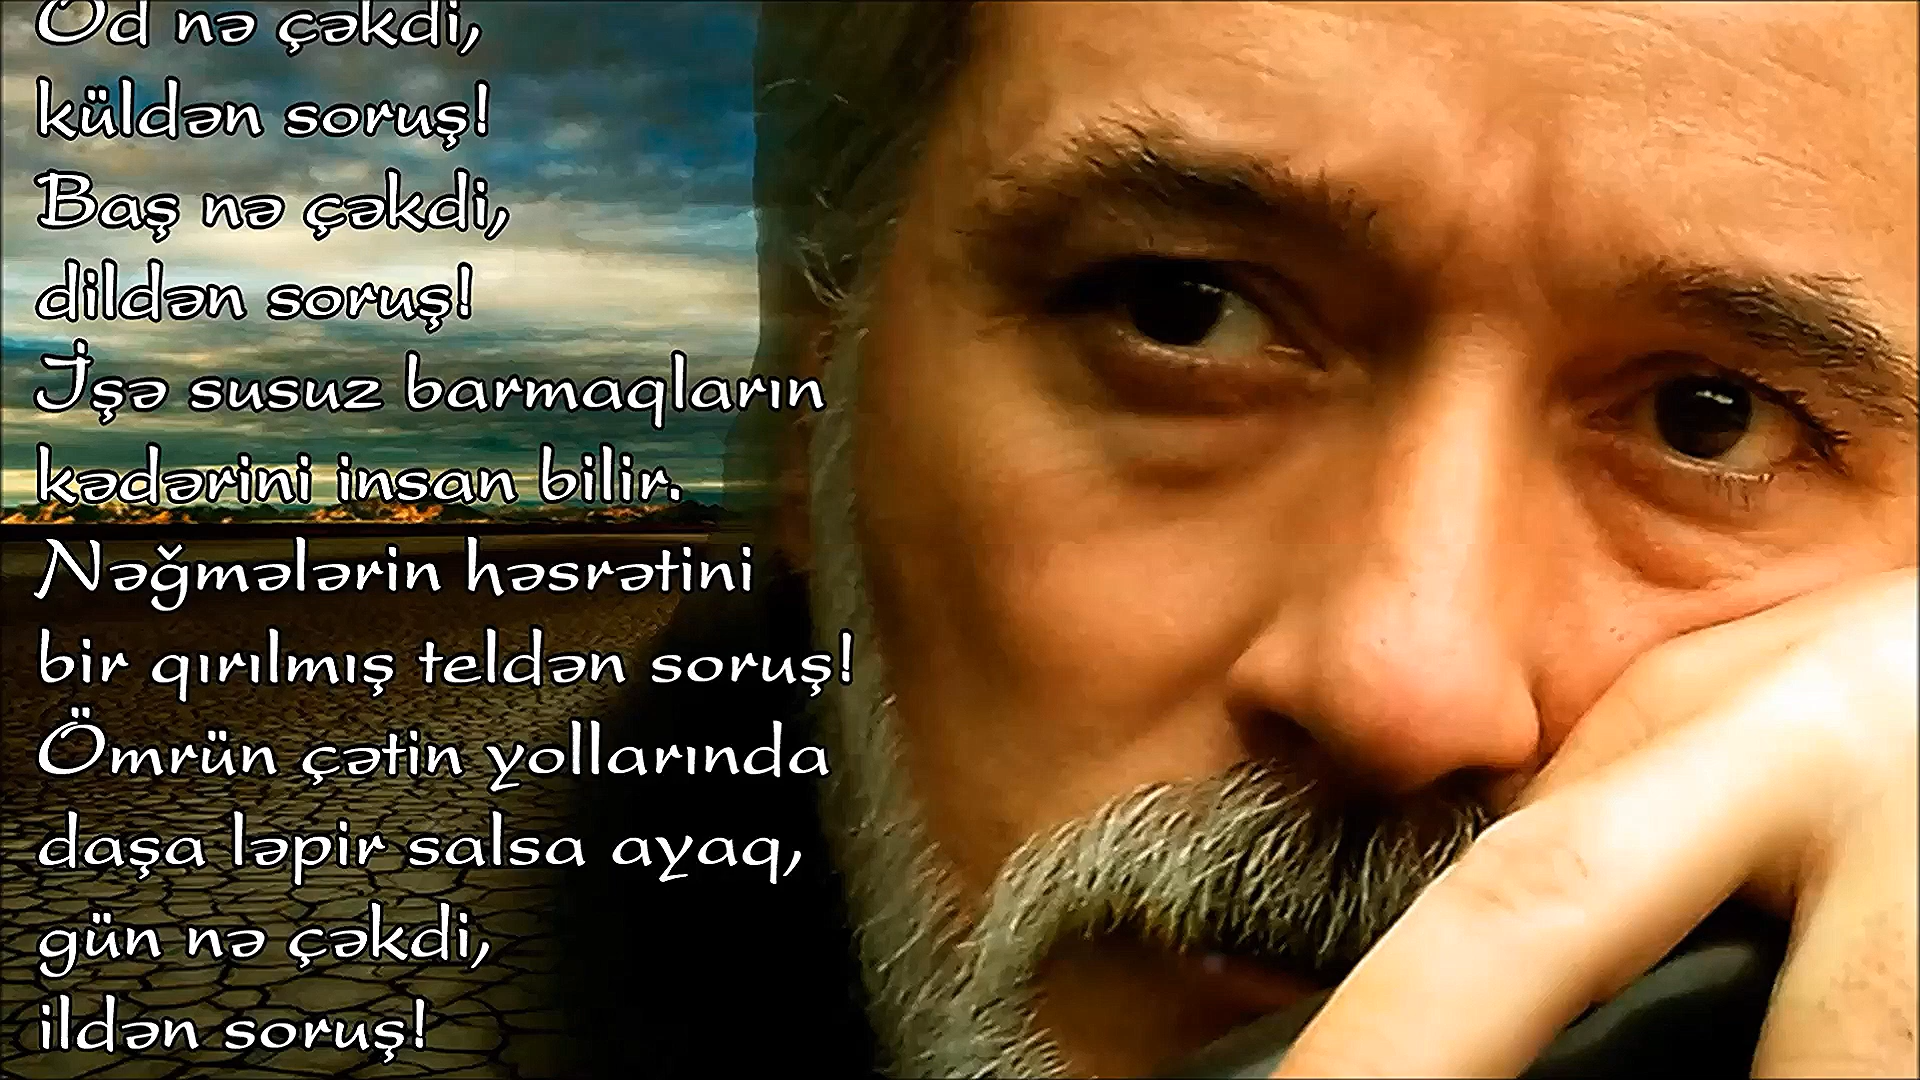 Od nə çəkdi,
küldən soruş!
Baş nə çəkdi,
dildən soruş!
İşə susuz barmaqların
kədərini insan bilir.
Nəğmələrin həsrətini
bir qırılmış teldən soruş!
Ömrün çətin yollarında
daşa ləpir salsa ayaq,
gün nə çəkdi,
ildən soruş!